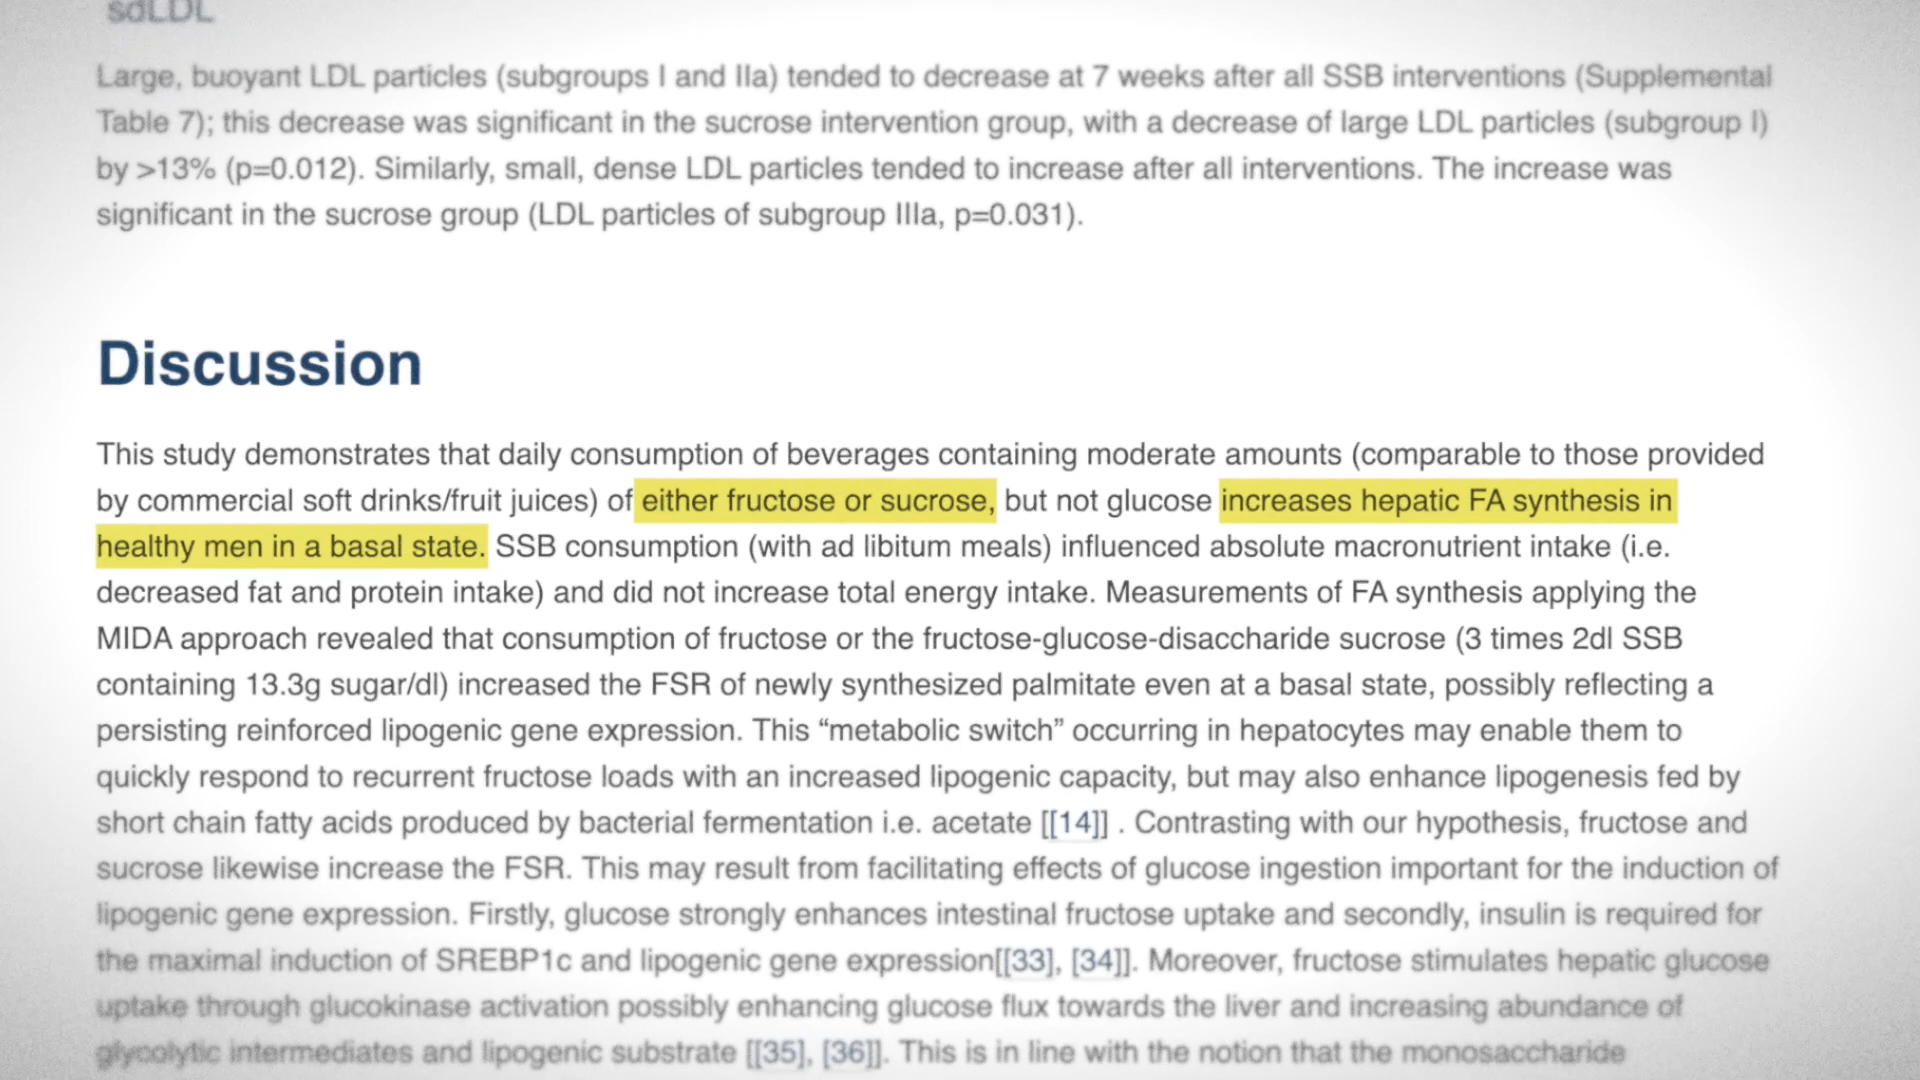 sdLDL
Large, buoyant LDL particles (subgroups I and IIa) tended to decrease at 7 weeks after all SSB interventions (Supplemental
Table 7); this decrease was significant in the sucrose intervention group, with a decrease of large LDL particles (subgroup I)
by >13% (p=0.012). Similarly, small, dense LDL particles tended to increase after all interventions. The increase was
significant in the sucrose group (LDL particles of subgroup IIIa, p=0.031).
Discussion
This study demonstrates that daily consumption of beverages containing moderate amounts (comparable to those provided
by commercial soft drinks/fruit juices) of either fructose or sucrose, but not glucose increases hepatic FA synthesis in
healthy men in a basal state. SSB consumption (with ad libitum meals) influenced absolute macronutrient intake (i.e.
decreased fat and protein intake) and did not increase total energy intake. Measurements of FA synthesis applying the
MIDA approach revealed that consumption of fructose or the fructose-glucose-disaccharide sucrose (3 times 2dl SSB
containing 13.3g sugar/dl) increased the FSR of newly synthesized palmitate even at a basal state, possibly reflecting a
persisting reinforced lipogenic gene expression. This “metabolic switch” occurring in hepatocytes may enable them to
quickly respond to recurrent fructose loads with an increased lipogenic capacity, but may also enhance lipogenesis fed by
short chain fatty acids produced by bacterial fermentation i.e. acetate [[14]] . Contrasting with our hypothesis, fructose and
sucrose likewise increase the FSR. This may result from facilitating effects of glucose ingestion important for the induction of
lipogenic gene expression. Firstly, glucose strongly enhances intestinal fructose uptake and secondly, insulin is required for
the maximal induction of SREBP1c and lipogenic gene expression[[33], [34]]. Moreover, fructose stimulates hepatic glucose
uptake through glucokinase activation possibly enhancing glucose flux towards the liver and increasing abundance of
glycolytic intermediates and lipogenic substrate [[35], [36]]. This is in line with the notion that the monosaccharide